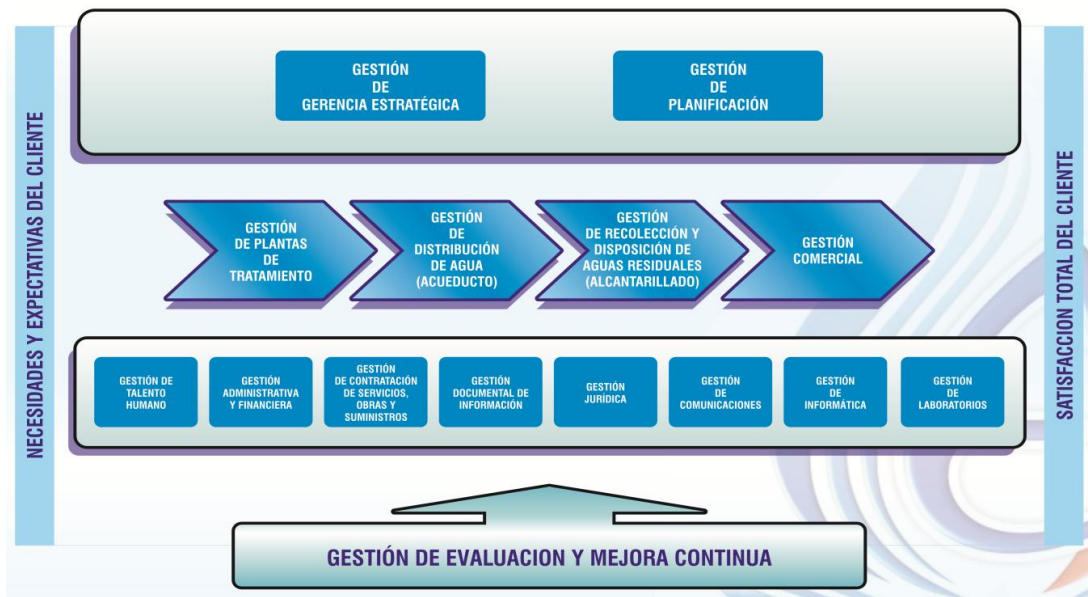 NECESIDADES Y EXPECTATIVAS DEL CLIENTE
GESTIÓN
DE
GERENCIA ESTRATÉGICA
GESTIÓN
DE
PLANIFICACIÓN
GESTIÓN
DE PLANTAS
DE
TRATAMIENTO
GESTIÓN
DE
DISTRIBUCIÓN
DE AGUA
(ACUEDUCTO)
GESTIÓN
DE RECOLECCIÓN Y
DISPOSICIÓN DE
AGUAS RESIDUALES
(ALCANTARILLADO)
GESTIÓN
COMERCIAL
GESTIÓN DE
TALENTO
HUMANO
GESTIÓN
ADMINISTRATIVA
Y FINANCIERA
GESTIÓN
DE CONTRATACIÓN
DE SERVICIOS,
OBRAS Y
SUMINISTROS
GESTIÓN
DOCUMENTAL DE
INFORMACIÓN
GESTIÓN
JURÍDICA
GESTIÓN
DE
COMUNICACIONES
GESTIÓN
DE
INFORMÁTICA
GESTIÓN
DE
LABORATORIOS
GESTIÓN DE EVALUACION Y MEJORA CONTINUA
SATISFACCION TOTAL DEL CLIENTE